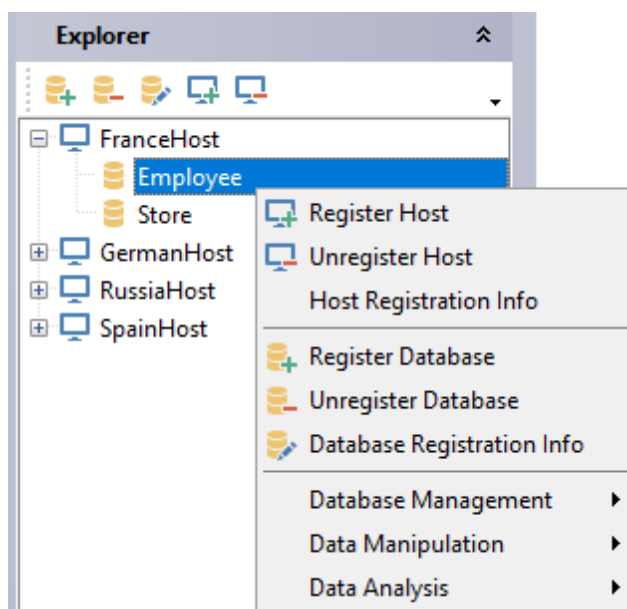 Explorer
FranceHost
Employee
Store
GermanHost
RussiaHost
SpainHost
Register Host
Unregister Host
Host Registration Info
Register Database
Unregister Database
Database Registration Info
Database Management
Data Manipulation
Data Analysis